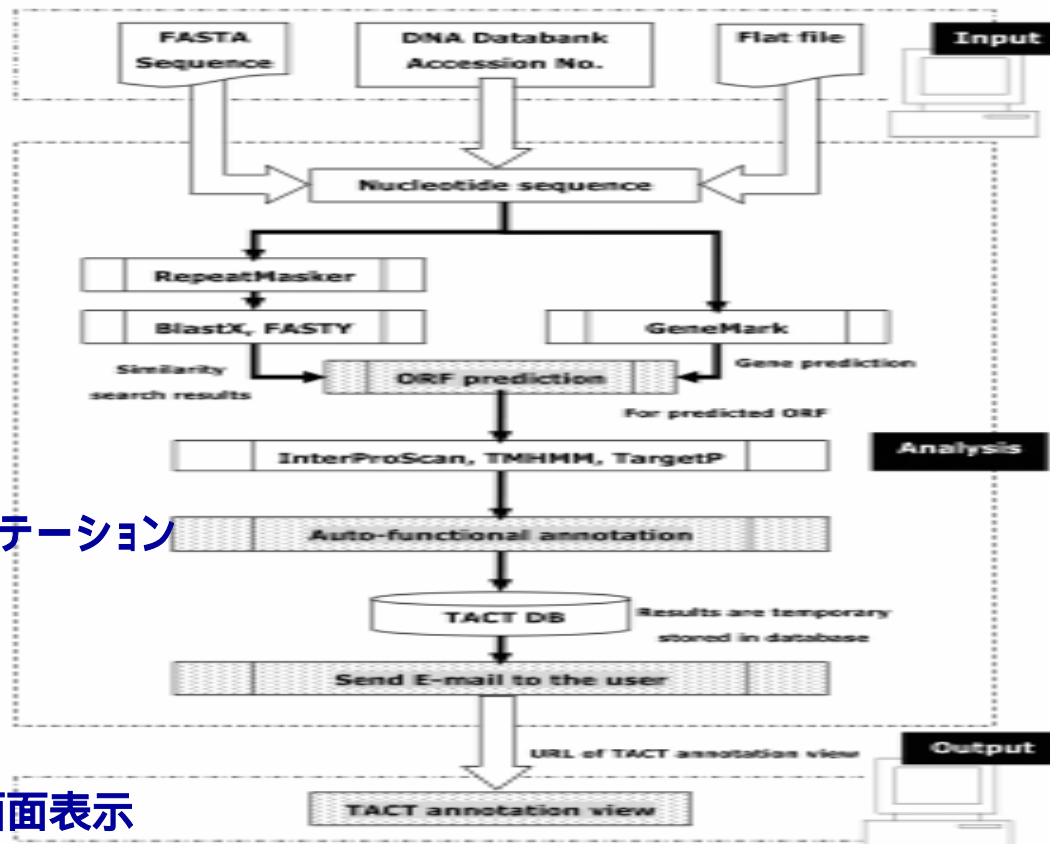 FASTA
Sequence
DNA Databank
Accession No.
Flat file
Input
Nucleotide sequence
RepeatMasker
BlastX, FASTY
GeneMark
Similarity
search results
Gene prediction
ORF prediction
For predicted ORF
InterProScan, TMHMM, TargetP
Analysis
テーション
Auto-functional annotation
TACT DB
Results are temporary
stored in database
Send E-mail to the user
URL of TACT annotation view
Output
画面表示
TACT annotation view